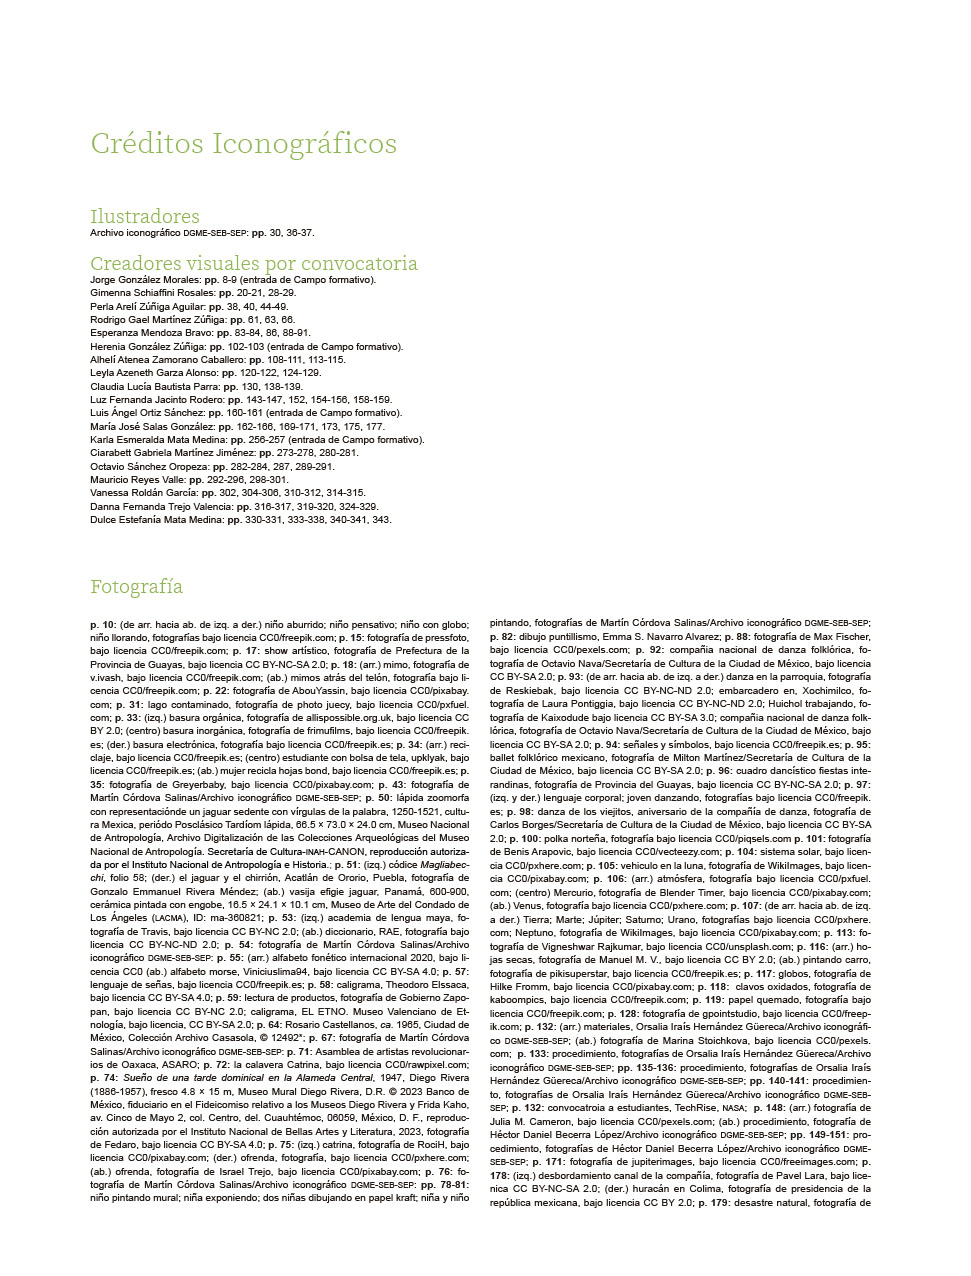 Créditos Iconográficos
Ilustradores
Archivo iconográfico DGME-SEB-SEP: pp. 30, 36-37.
Creadores visuales por convocatoria
Jorge González Morales: pp. 8-9 (entrada de Campo formativo).
Gimenna Schiaffini Rosales: pp. 20-21, 28-29.
Perla Arelí Zúñiga Aguilar: pp. 38, 40, 44-49.
Rodrigo Gael Martínez Zúñiga: pp. 61, 63, 66.
Esperanza Mendoza Bravo: pp. 83-84, 86, 88-91.
Herenia González Zúñiga: pp. 102-103 (entrada de Campo formativo).
Alhelí Atenea Zamorano Caballero: pp. 108-111, 113-115.
Leyla Azeneth Garza Alonso: pp. 120-122, 124-129.
Claudia Lucía Bautista Parra: pp. 130, 138-139.
Luz Fernanda Jacinto Rodero: pp. 143-147, 152, 154-156, 158-159.
Luis Ángel Ortiz Sánchez: pp. 160-161 (entrada de Campo formativo).
María José Salas González: pp. 162-166, 169-171, 173, 175, 177.
Karla Esmeralda Mata Medina: pp. 256-257 (entrada de Campo formativo).
Ciarabett Gabriela Martínez Jiménez: pp. 273-278, 280-281.
Octavio Sánchez Oropeza: pp. 282-284, 287, 289-291.
Mauricio Reyes Valle: pp. 292-296, 298-301.
Vanessa Roldán García: pp. 302, 304-306, 310-312, 314-315.
Danna Fernanda Trejo Valencia: pp. 316-317, 319-320, 324-329.
Dulce Estefanía Mata Medina: pp. 330-331, 333-338, 340-341, 343.
Fotografía
p. 10: (de arr. hacia ab. de izq. a der.) niño aburrido; niño pensativo; niño con globo;
niño llorando, fotografías bajo licencia CC0/freepik.com; p. 15: fotografía de pressfoto,
bajo licencia CC0/freepik.com; p. 17: show artístico, fotografía de Prefectura de la
Provincia de Guayas, bajo licencia CC BY-NC-SA 2.0; p. 18: (arr.) mimo, fotografía de
v.ivash, bajo licencia CC0/freepik.com; (ab.) mimos atrás del telón, fotografía bajo li-
cencia CC0/freepik.com; p. 22: fotografía de AbouYassin, bajo licencia CC0/pixabay.
com; p. 31: lago contaminado, fotografía de photo juecy, bajo licencia CC0/pxfuel.
com; p. 33: (izq.) basura orgánica, fotografía de allispossible.org.uk, bajo licencia CC
BY 2.0; (centro) basura inorgánica, fotografía de frimufilms, bajo licencia CC0/freepik.
es; (der.) basura electrónica, fotografía bajo licencia CC0/freepik.es; p. 34: (arr.) reci-
claje, bajo licencia CC0/freepik.es; (centro) estudiante con bolsa de tela, upklyak, bajo
licencia CC0/freepik.es; (ab.) mujer recicla hojas bond, bajo licencia CC0/freepik.es; p.
35: fotografía de Greyerbaby, bajo licencia CC0/pixabay.com; p. 43: fotografía de
Martín Córdova Salinas/Archivo iconográfico DGME-SEB-SEP; p. 50: lápida zoomorfa
con representaciónde un jaguar sedente con vírgulas de la palabra, 1250-1521, cultu-
ra Mexica, perióddo Posclásico Tardíom lápida, 66.5 × 73.0 × 24.0 cm, Museo Nacional
de Antropología, Archivo Digitalización de las Colecciones Arqueológicas del Museo
Nacional de Antropología. Secretaría de Cultura-INAH-CANON, reproducción autoriza-
da por el Instituto Nacional de Antropología e Historia.; p. 51: (izq.) códice Magliabec-
chi, folio 58; (der.) el jaguar y el chirrión, Acatlán de Ororio, Puebla, fotografía de
Gonzalo Emmanuel Rivera Méndez; (ab.) vasija efigie jaguar, Panamá, 600-900,
cerámica pintada con engobe, 16.5 × 24.1 × 10.1 cm, Museo de Arte del Condado de
Los Ángeles (LACMA), ID: ma-360821; p. 53: (izq.) academia de lengua maya, fo-
tografía de Travis, bajo licencia CC BY-NC 2.0; (ab.) diccionario, RAE, fotografía bajo
licencia CC BY-NC-ND 2.0; p. 54: fotografía de Martín Córdova Salinas/Archivo
iconográfico DGME-SEB-SEP: p. 55: (arr.) alfabeto fonético internacional 2020, bajo li-
cencia CC0 (ab.) alfabeto morse, Viniciuslima94, bajo licencia CC BY-SA 4.0; p. 57:
lenguaje de señas, bajo licencia CC0/freepik.es; p. 58: caligrama, Theodoro Elssaca,
bajo licencia CC BY-SA 4.0; p. 59: lectura de productos, fotografía de Gobierno Zapo-
pan, bajo licencia CC BY-NC 2.0; caligrama, EL ETNO. Museo Valenciano de Et-
nología, bajo licencia, CC BY-SA 2.0; p. 64: Rosario Castellanos, ca. 1965, Ciudad de
México, Colección Archivo Casasola, © 12492*; p. 67: fotografía de Martín Córdova
Salinas/Archivo iconográfico DGME-SEB-SEP: p. 71: Asamblea de artistas revolucionar-
ios de Oaxaca, ASARO; p. 72: la calavera Catrina, bajo licencia CC0/rawpixel.com;
p. 74: Sueño de una tarde dominical en la Alameda Central, 1947, Diego Rivera
(1886-1957), fresco 4.8 × 15 m, Museo Mural Diego Rivera, D.R. © 2023 Banco de
México, fiduciario en el Fideicomiso relativo a los Museos Diego Rivera y Frida Kaho,
av. Cinco de Mayo 2, col. Centro, del. Cuauhtémoc, 06059, México, D. F., reproduc-
ción autorizada por el Instituto Nacional de Bellas Artes y Literatura, 2023, fotografía
de Fedaro, bajo licencia CC BY-SA 4.0; p. 75: (izq.) catrina, fotografía de RociH, bajo
licencia CC0/pixabay.com; (der.) ofrenda, fotografía, bajo licencia CC0/pxhere.com;
(ab.) ofrenda, fotografía de Israel Trejo, bajo licencia CC0/pixabay.com; p. 76: fo-
tografía de Martín Córdova Salinas/Archivo iconográfico DGME-SEB-SEP: pp. 78-81:
niño pintando mural; niña exponiendo; dos niñas dibujando en papel kraft; niña y niño
pintando, fotografías de Martín Córdova Salinas/Archivo iconográfico DGME-SEB-SEP;
p. 82: dibujo puntillismo, Emma S. Navarro Alvarez; p. 88: fotografía de Max Fischer,
bajo licencia CC0/pexels.com; p. 92: compañia nacional de danza folklórica, fo-
tografía de Octavio Nava/Secretaría de Cultura de la Ciudad de México, bajo licencia
CC BY-SA 2.0; p. 93: (de arr. hacia ab. de izq. a der.) danza en la parroquia, fotografía
de Reskiebak, bajo licencia CC BY-NC-ND 2.0; embarcadero en, Xochimilco, fo-
tografía de Laura Pontiggia, bajo licencia CC BY-NC-ND 2.0; Huichol trabajando, fo-
tografía de Kaixodude bajo licencia CC BY-SA 3.0; compañia nacional de danza folk-
lórica, fotografía de Octavio Nava/Secretaría de Cultura de la Ciudad de México, bajo
licencia CC BY-SA 2.0; p. 94: señales y símbolos, bajo licencia CC0/freepik.es; p. 95:
ballet folklórico mexicano, fotografía de Milton Martínez/Secretaría de Cultura de la
Ciudad de México, bajo licencia CC BY-SA 2.0; p. 96: cuadro dancístico fiestas inte-
randinas, fotografía de Provincia del Guayas, bajo licencia CC BY-NC-SA 2.0; p. 97:
(izq. y der.) lenguaje corporal; joven danzando, fotografías bajo licencia CC0/freepik.
es; p. 98: danza de los viejitos, aniversario de la compañía de danza, fotografía de
Carlos Borges/Secretaría de Cultura de la Ciudad de México, bajo licencia CC BY-SA
2.0; p. 100: polka norteña, fotografía bajo licencia CC0/piqsels.com p. 101: fotografía
de Benis Arapovic, bajo licencia CC0/vecteezy.com; p. 104: sistema solar, bajo licen-
cia CC0/pxhere.com; p. 105: vehiculo en la luna, fotografía de WikiImages, bajo licen-
cia CC0/pixabay.com; p. 106: (arr.) atmósfera, fotografía bajo licencia CC0/pxfuel.
com; (centro) Mercurio, fotografía de Blender Timer, bajo licencia CC0/pixabay.com;
(ab.) Venus, fotografía bajo licencia CC0/pxhere.com; p. 107: (de arr. hacia ab. de izq.
a der.) Tierra; Marte; Júpiter; Saturno; Urano, fotografías bajo licencia CC0/pxhere.
com; Neptuno, fotografía de WikiImages, bajo licencia CC0/pixabay.com; p. 113: fo-
tografía de Vigneshwar Rajkumar, bajo licencia CC0/unsplash.com; p. 116: (arr.) ho-
jas secas, fotografía de Manuel M. V., bajo licencia CC BY 2.0; (ab.) pintando carro,
fotografía de pikisuperstar, bajo licencia CC0/freepik.es; p. 117: globos, fotografía de
Hilke Fromm, bajo licencia CC0/pixabay.com; p. 118: clavos oxidados, fotografía de
kaboompics, bajo licencia CC0/freepik.com; p. 119: papel quemado, fotografía bajo
licencia CC0/freepik.com; p. 128: fotografía de gpointstudio, bajo licencia CC0/freep-
ik.com; p. 132: (arr.) materiales, Orsalia Iraís Hernández Güereca/Archivo iconográfi-
co DGME-SEB-SEP; (ab.) fotografía de Marina Stoichkova, bajo licencia CC0/pexels.
com; p. 133: procedimiento, fotografías de Orsalia Iraís Hernández Güereca/Archivo
iconográfico DGME-SEB-SEP; pp. 135-136: procedimiento, fotografías de Orsalia Iraís
Hernández Güereca/Archivo iconográfico DGME-SEB-SEP; pp. 140-141: procedimien-
to, fotografías de Orsalia Iraís Hernández Güereca/Archivo iconográfico DGME-SEB-
SEP; p. 132: convocatroia a estudiantes, TechRise, NASA; p. 148: (arr.) fotografía de
Julia M. Cameron, bajo licencia CC0/pexels.com; (ab.) procedimiento, fotografía de
Héctor Daniel Becerra López/Archivo iconográfico DGME-SEB-SEP; pp. 149-151: pro-
cedimiento, fotografías de Héctor Daniel Becerra López/Archivo iconográfico DGME-
SEB-SEP; p. 171: fotografía de jupiterimages, bajo licencia CC0/freeimages.com; p.
178: (izq.) desbordamiento canal de la compañía, fotografía de Pavel Lara, bajo lice-
nica CC BY-NC-SA 2.0; (der.) huracán en Colima, fotografía de presidencia de la
república mexicana, bajo licencia CC BY 2.0; p. 179: desastre natural, fotografía de